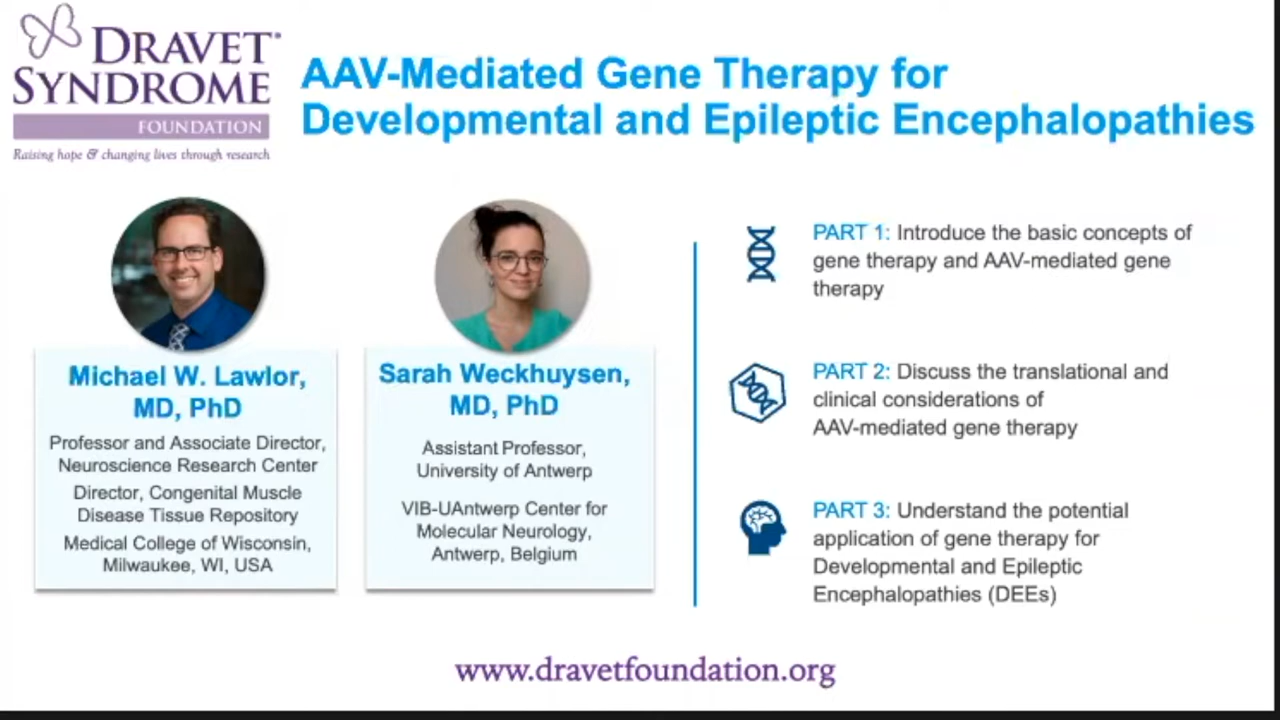 DRAVET
SYNDROME
FOUNDATION
Raising hope & changing lives through research
AAV-Mediated Gene Therapy for
Developmental and Epileptic Encephalopathies
Michael W. Lawlor,
MD, PhD
Professor and Associate Director,
Neuroscience Research Center
Director, Congenital Muscle
Disease Tissue Repository
Medical College of Wisconsin,
Milwaukee, WI, USA
Sarah Weckhuysen,
MD, PhD
Assistant Professor,
University of Antwerp
VIB-UAntwerp Center for
Molecular Neurology,
Antwerp, Belgium
PART 1: Introduce the basic concepts of
gene therapy and AAV-mediated gene
therapy
PART 2: Discuss the translational and
clinical considerations of
AAV-mediated gene therapy
PART 3: Understand the potential
application of gene therapy for
Developmental and Epileptic
Encephalopathies (DEEs)
www.dravetfoundation.org